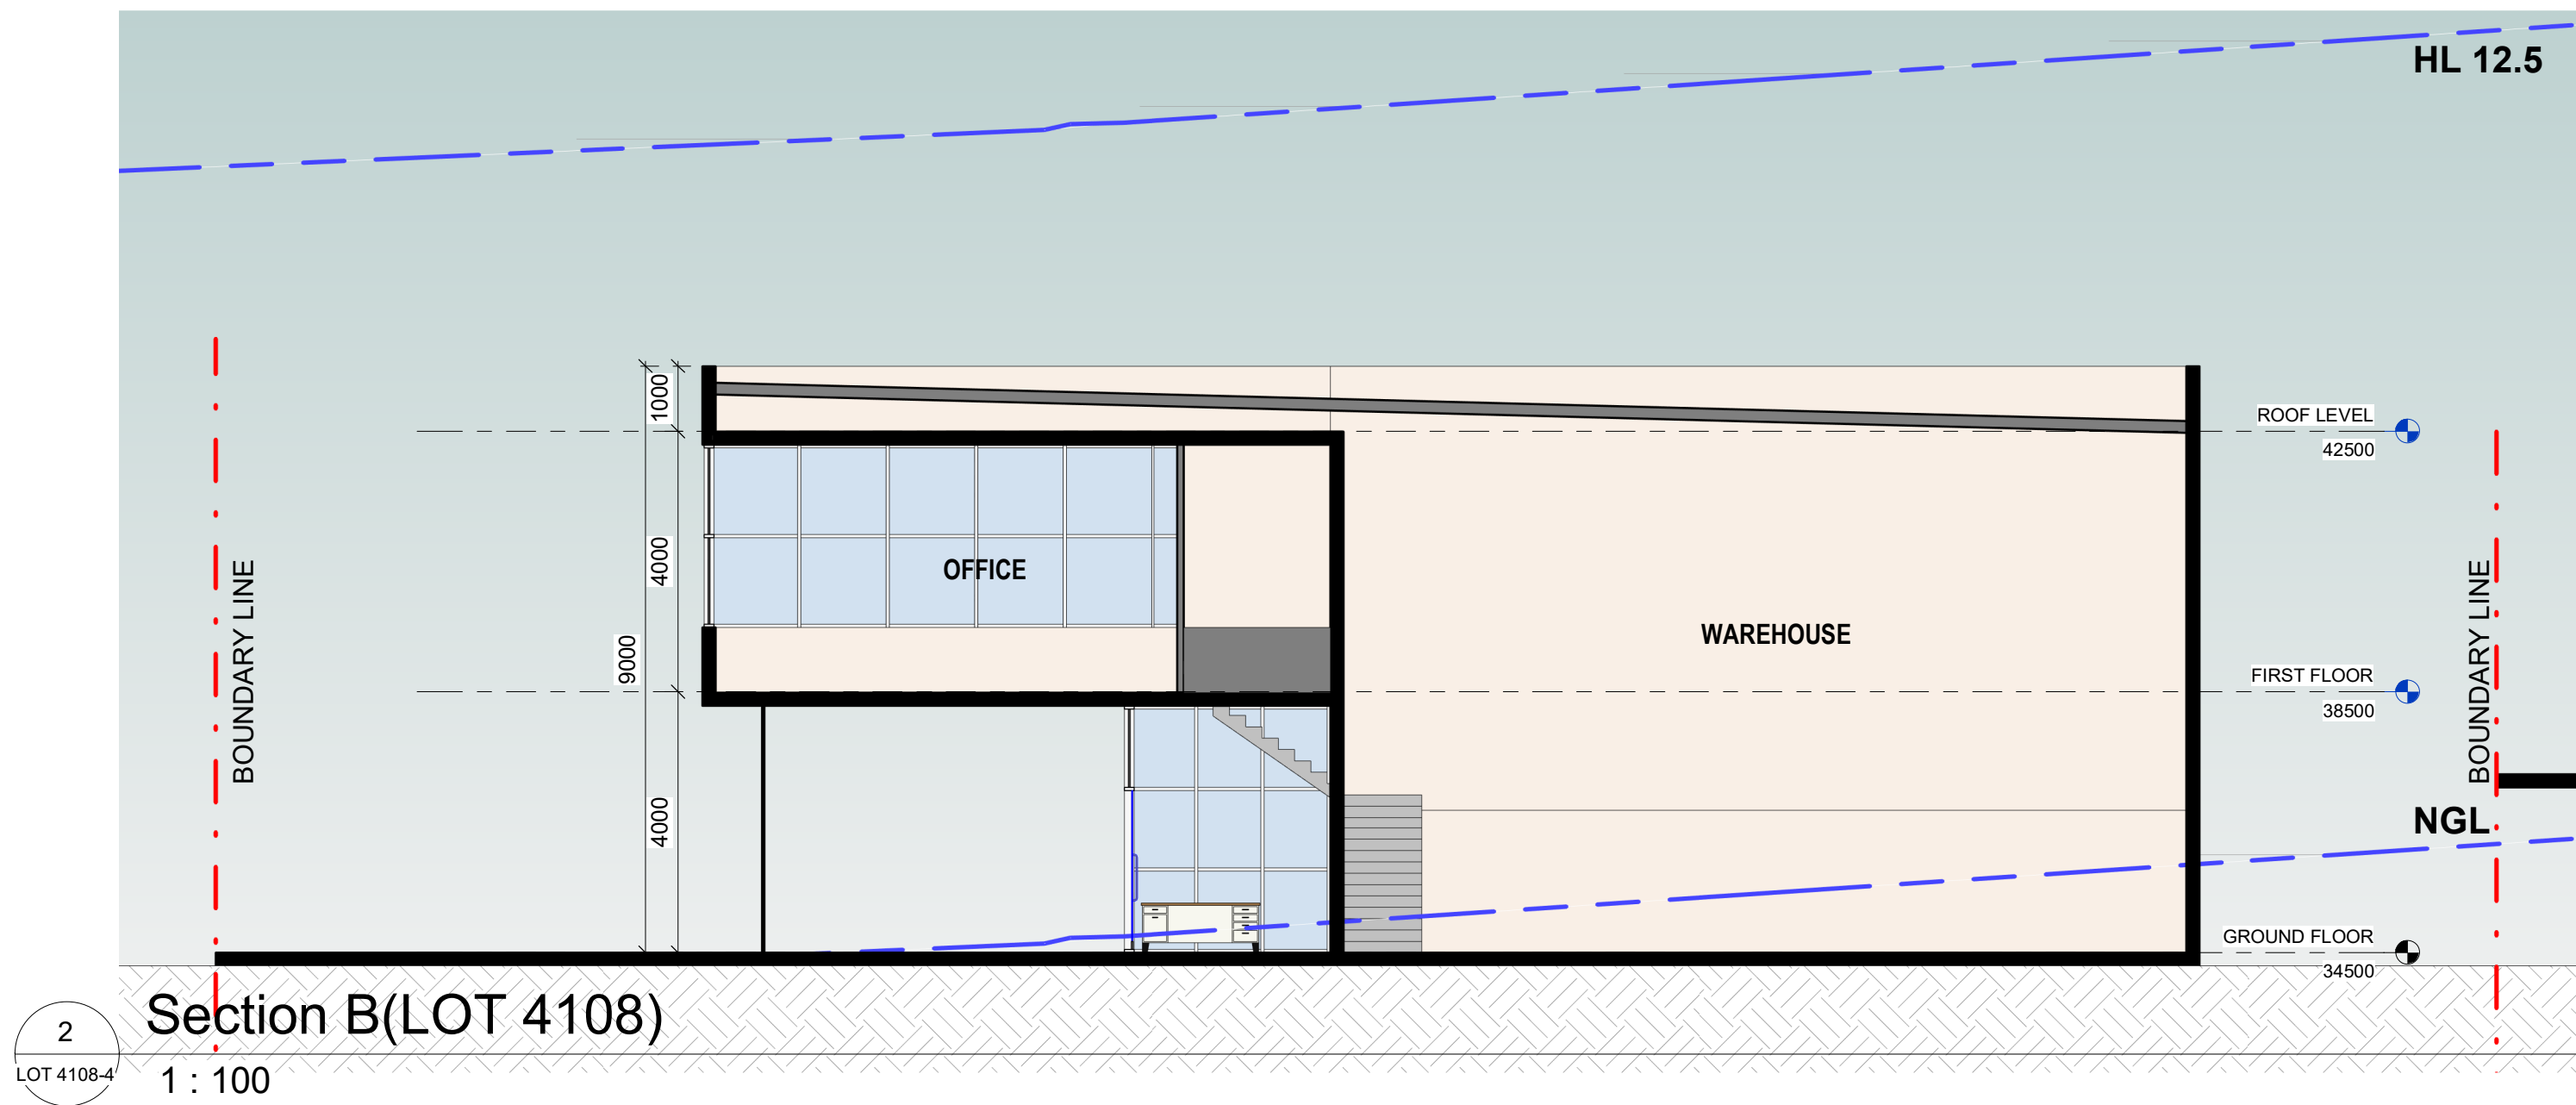 HL 12.5
1000
ROOF LEVEL
42500
4000
OFFICE
BOUNDARY LINE
BOUNDARY LINE
WAREHOUSE
9000
FIRST FLOOR
38500
4000
NGL
GROUND FLOOR
34500
Section B(LOT 4108)
2
LOT 4108-4
1 : 100